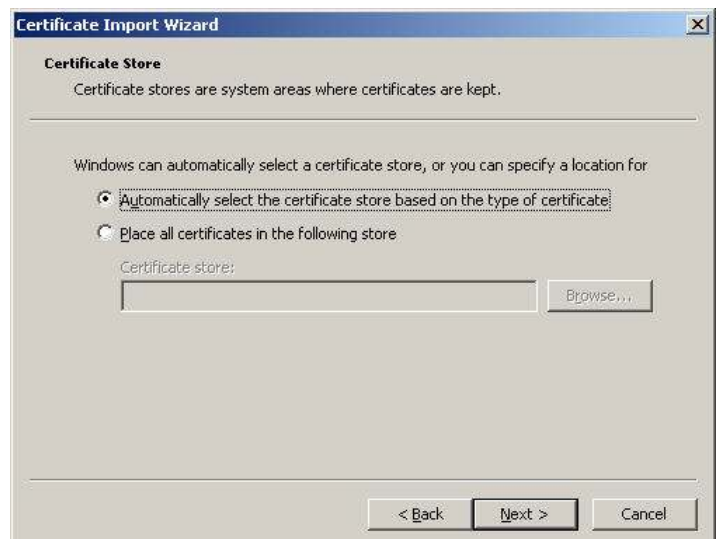 Certificate Import Wizard
Certificate Store
Certificate stores are system areas where certificates are kept.
Windows can automatically select a certificate store, or you can specify a location for
Automatically select the certificate store based on the type of certificate
Place all certificates in the following store
Certificate store:
Browse...
< Back Next > Cancel